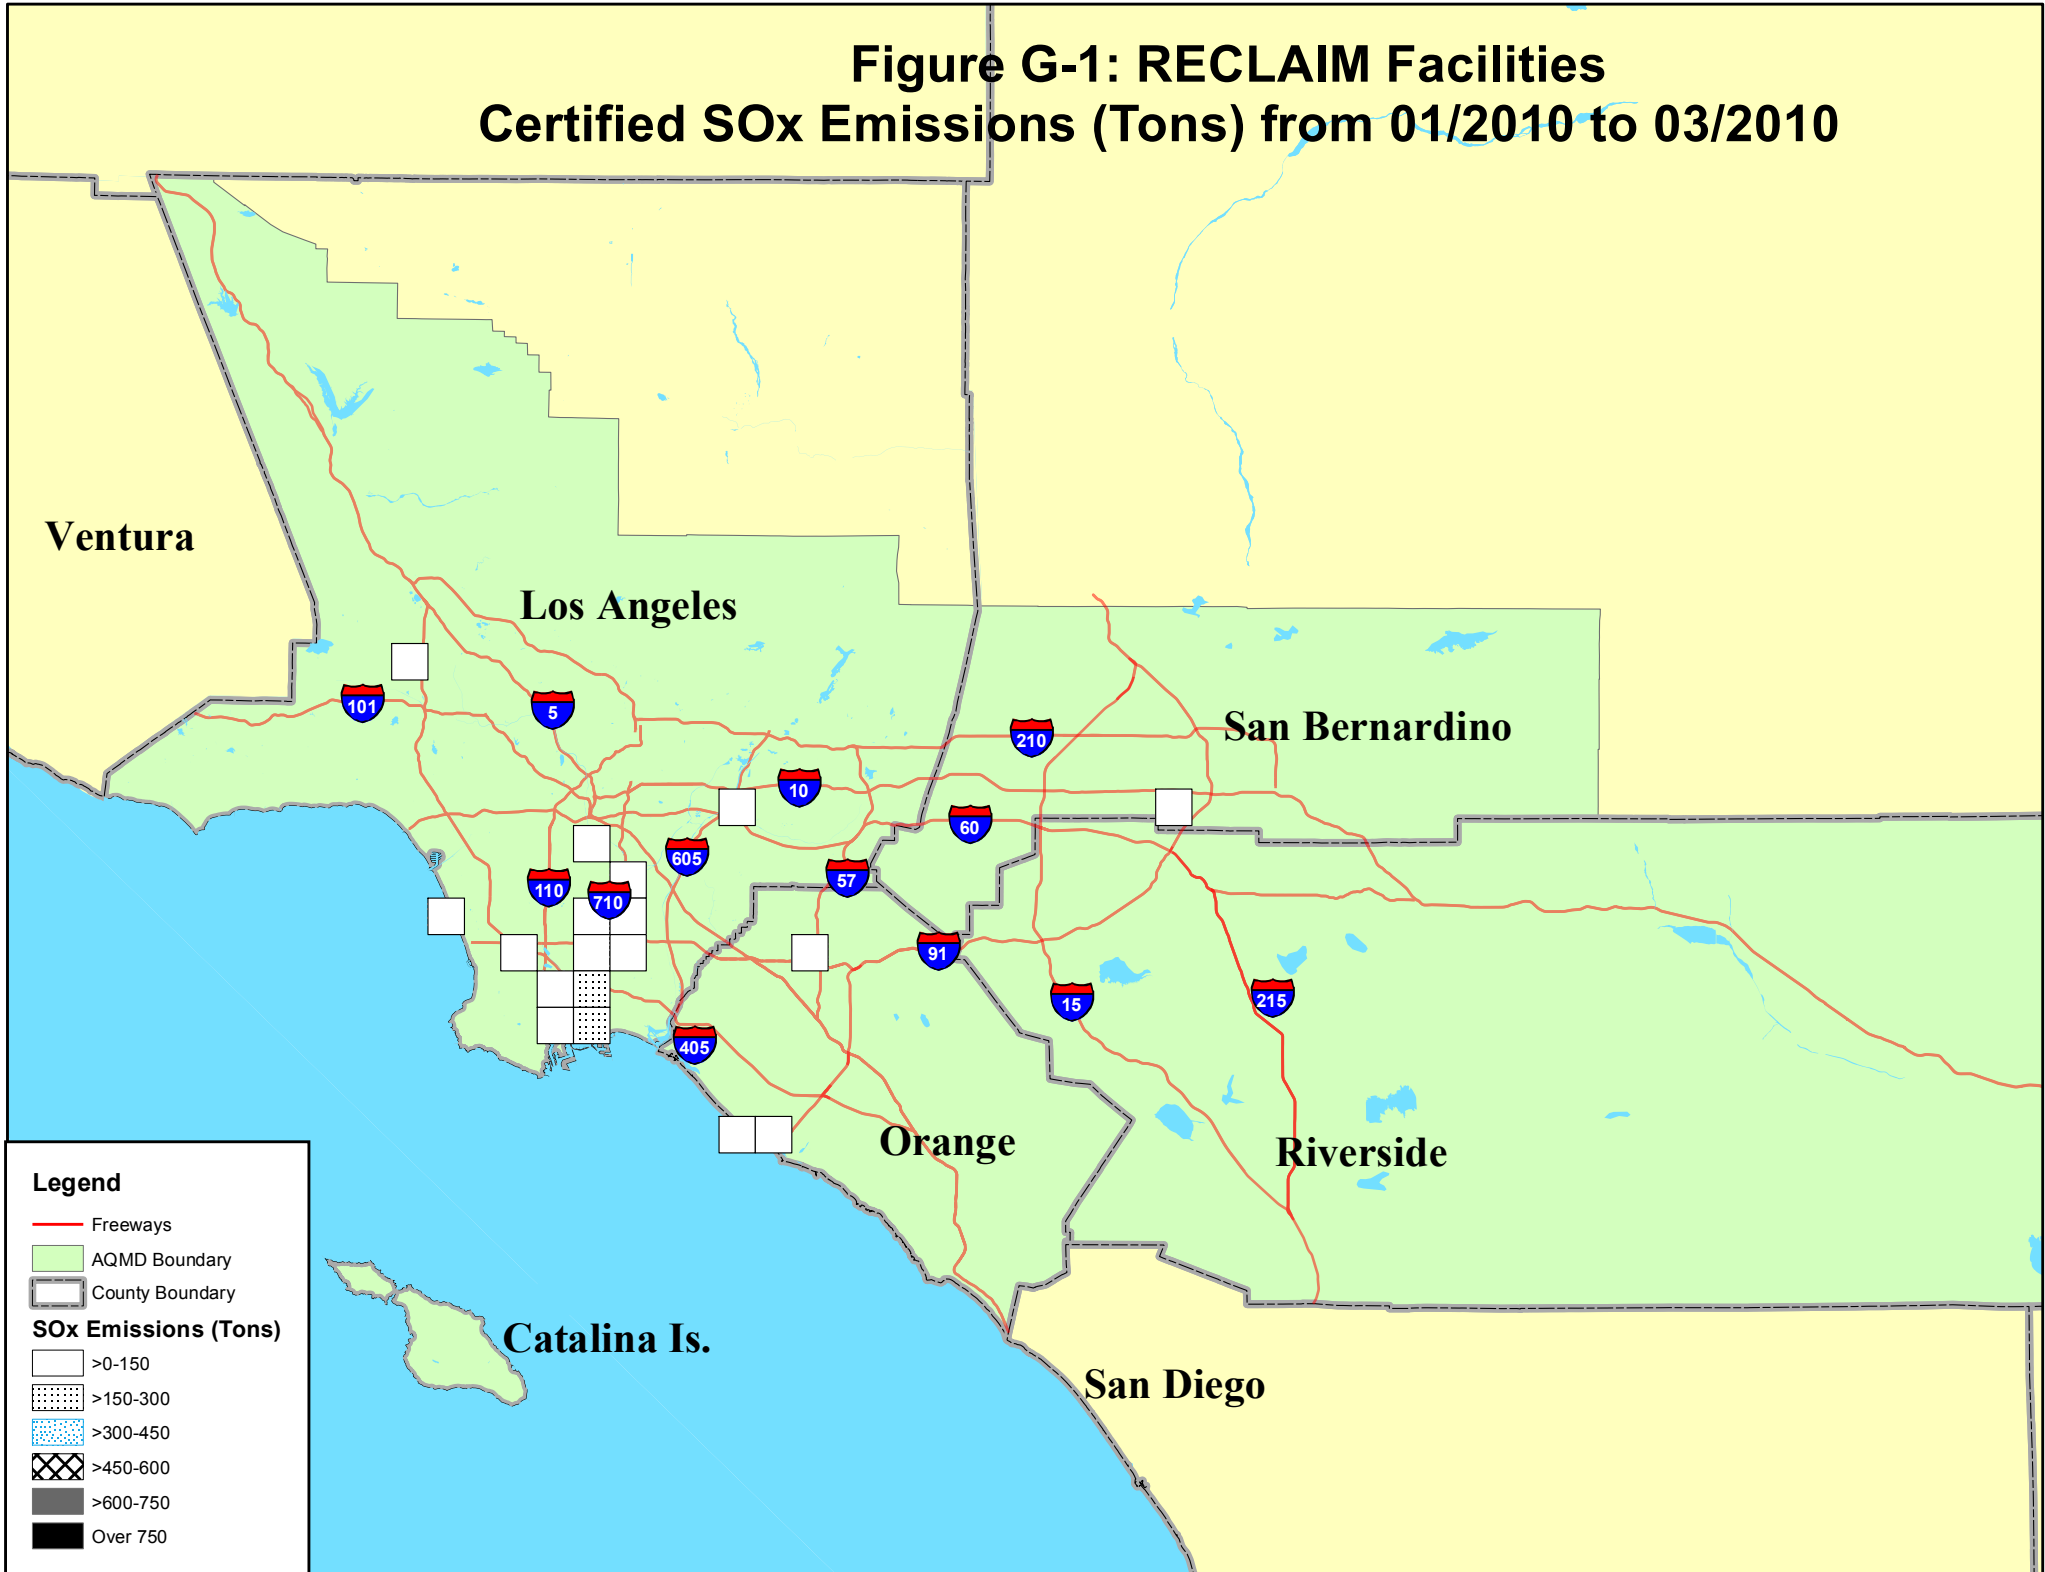 Figure G-1: RECLAIM Facilities
Certified SOx Emissions (Tons) from 01/2010 to 03/2010
Ventura
Los Angeles
101
5
210
San Bernardino
10
60
605
57
110
710
91
15
215
405
Orange
Riverside
Catalina Is.
San Diego
Legend
Freeways
AQMD Boundary
County Boundary
SOx Emissions (Tons)
>0-150
>150-300
>300-450
>450-600
>600-750
Over 750